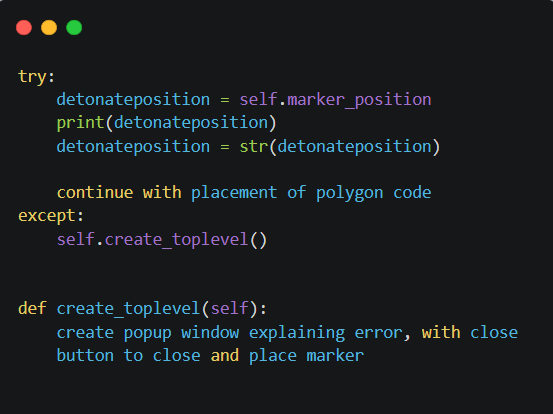 try:
    detonateposition = self.marker_position
    print(detonateposition)
    detonateposition = str(detonateposition)
    continue with placement of polygon code
except:
    self.create_toplevel()
def create_toplevel(self):
    create popup window explaining error, with close
    button to close and place marker